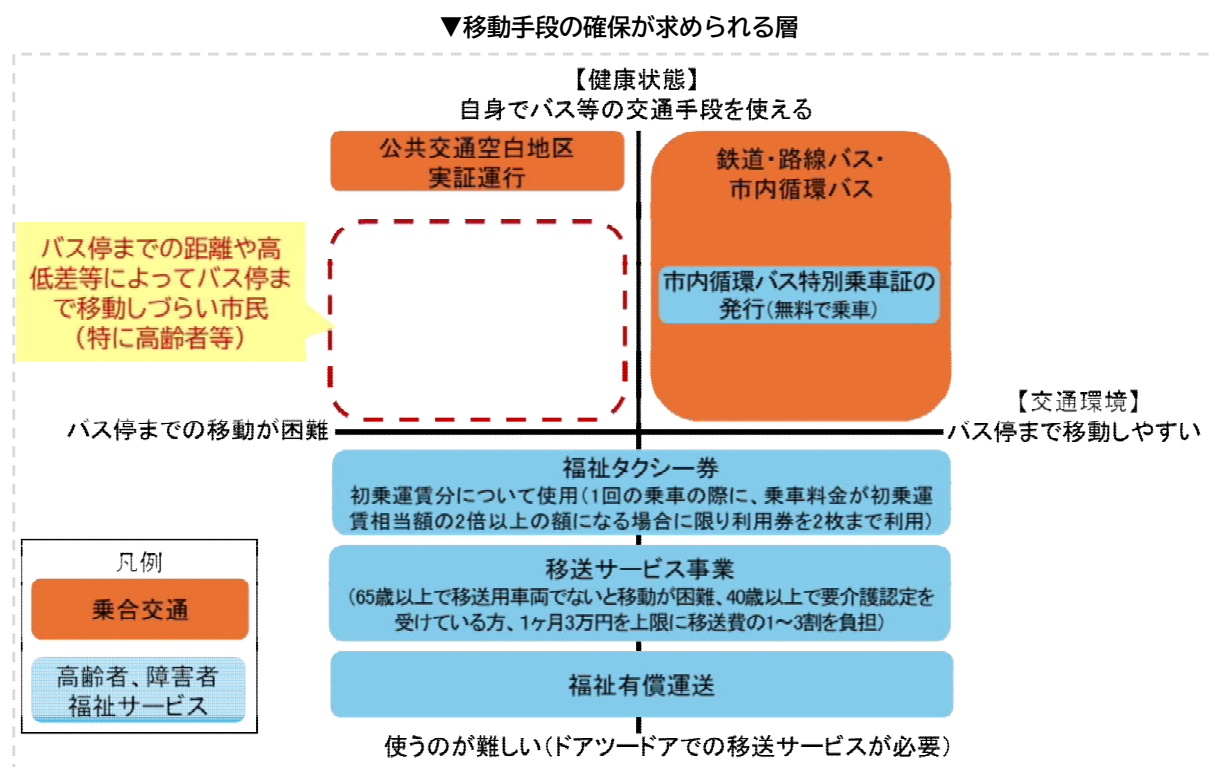 ▼移動手段の確保が求められる層
【健康状態】
自身でバス等の交通手段を使える
公共交通空白地区
実証運行
鉄道・路線バス・
市内循環バス
バス停までの距離や高
低差等によってバス停ま
で移動しづらい市民
（特に高齢者等）
市内循環バス特別乗車証の
発行（無料で乗車）
【交通環境】
バス停までの移動が困難
バス停まで移動しやすい
福祉タクシー券
初乗運賃分について使用（1回の乗車の際に、乗車料金が初乗運
賃相当額の2倍以上の額になる場合に限り利用券を2枚まで利用）
移送サービス事業
（65歳以上で移送用車両でないと移動が困難、40歳以上で要介護認定を
受けている方、1ヶ月3万円を上限に移送費の1～3割を負担）
福祉有償運送
使うのが難しい（ドアツードアでの移送サービスが必要）
凡例
乗合交通
高齢者、障害者
福祉サービス